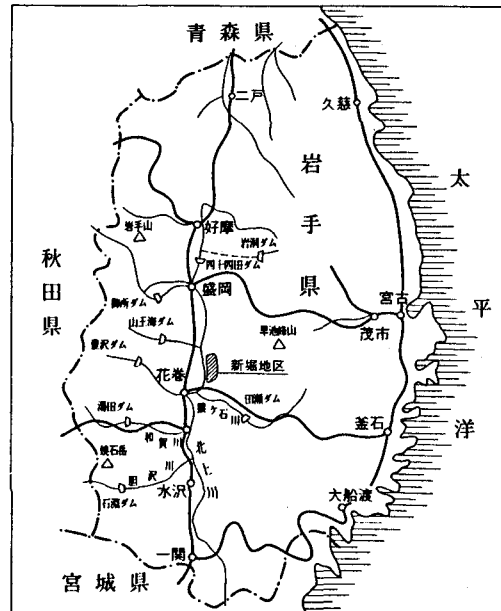 青森県
二戸
久慈
岩手県
太平洋
秋田県
岩手山
好摩
岩洞ダム
四十四田ダム
盛岡
御所ダム
山王海ダム
早池峰山
宮古
茂市
豊沢ダム
新堀地区
花巻
猿ヶ石川
田瀬ダム
湯田ダム
和賀川
釜石
焼石岳
胆沢川
北上川
石淵ダム
水沢
大船渡
一関
宮城県